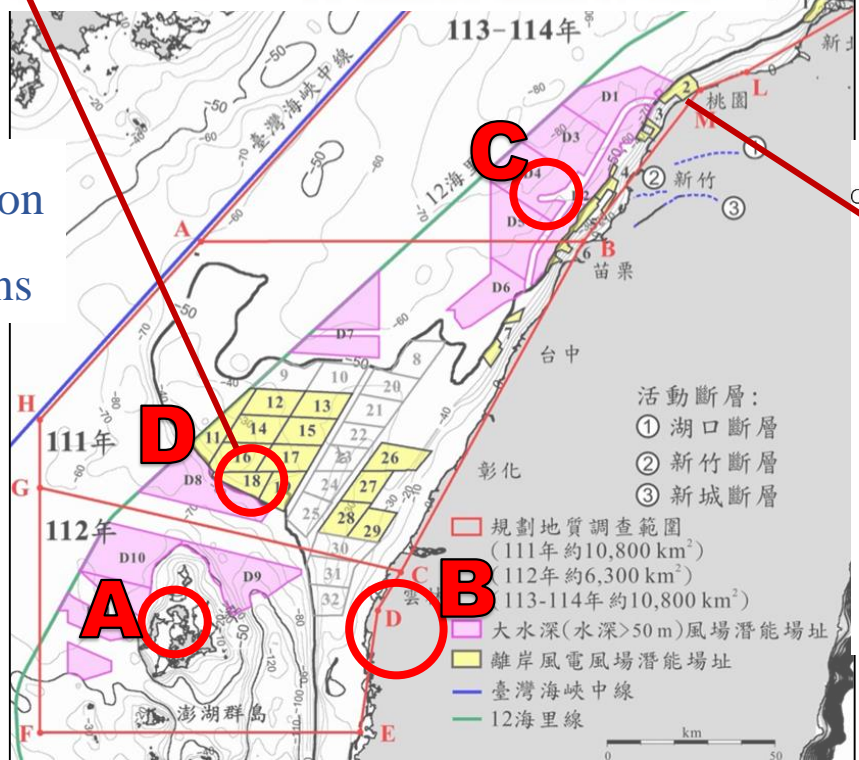 113-114年
新北
臺灣海峽中線
12海里線
桃園
新竹
苗栗
台中
彰化
澎湖群島
111年
112年
on
ns
A
B
C
D
A
B
C
D
E
F
G
H
L
M
D1
D3
D4
D5
D6
D7
D8
D9
D10
2
3
4
6
7
8
9
10
11
12
13
14
15
16
17
18
20
21
22
24
25
26
27
28
29
30
31
32
①
②
③
活動斷層:
① 湖口斷層
② 新竹斷層
③ 新城斷層
規劃地質調查範圍
(111年約10,800 km²)
(112年約6,300 km²)
(113-114年約10,800 km²)
大水深(水深>50 m)風場潛能場址
離岸風電風場潛能場址
臺灣海峽中線
12海里線
km
0 50